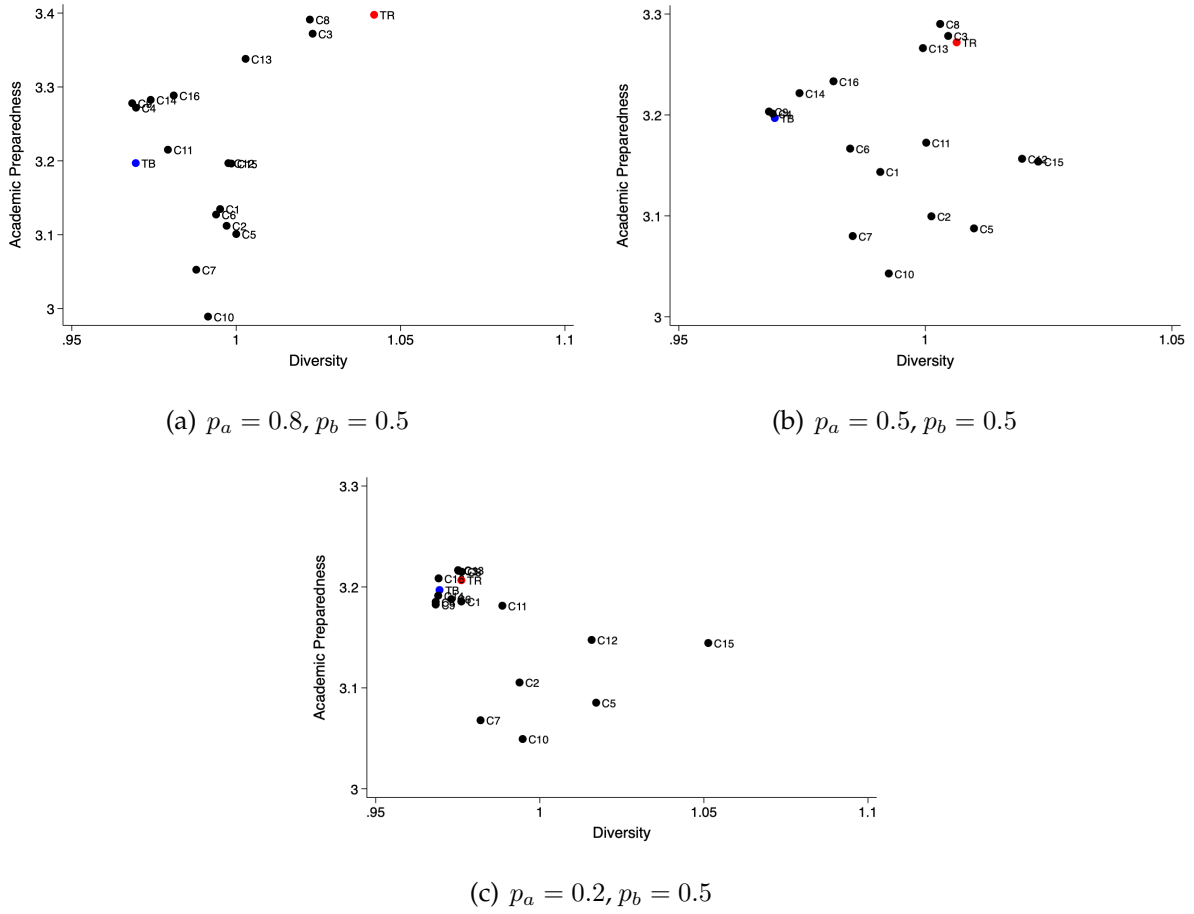 3.4
3.3
3.2
3.1
3
Academic Preparedness
C8
TR
C3
C13
C14
C16
C4
C11
TB
C15
C1
C6
C2
C5
C7
C10
.95
1
1.05
1.1
Diversity
(a) p_a = 0.8, p_b = 0.5
3.3
3.2
3.1
3
Academic Preparedness
C8
C3
TR
C13
C16
C14
TB
C6
C11
C1
C12
C15
C2
C5
C7
C10
.95
1
1.05
Diversity
(b) p_a = 0.5, p_b = 0.5
3.3
3.2
3.1
3
Academic Preparedness
TR
TB
C1
C11
C12
C15
C2
C5
C7
C10
.95
1
1.05
1.1
Diversity
(c) p_a = 0.2, p_b = 0.5